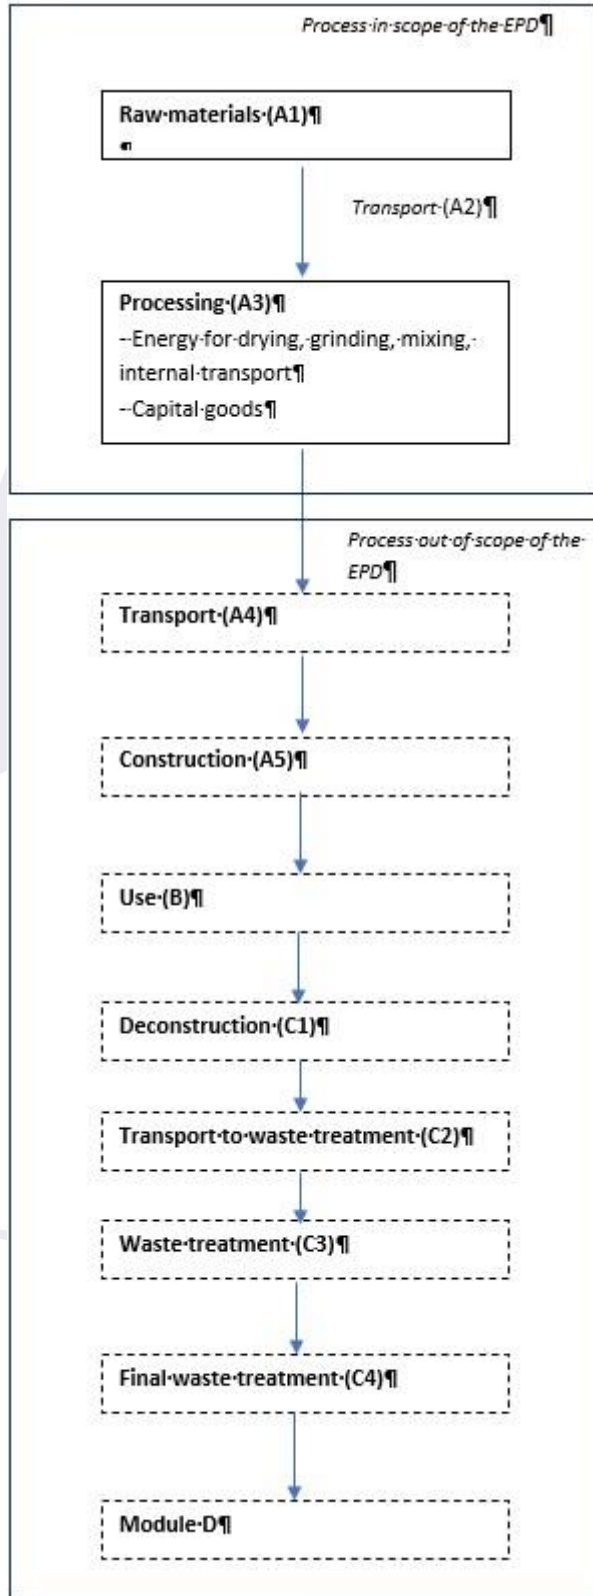 Process·in·scope·of·the·EPD¶
Raw·materials·(A1)¶
¶
Transport·(A2)¶
Processing·(A3)¶
--Energy·for·drying,·grinding,·mixing,·
internal·transport¶
--Capital·goods¶
Process·out·of·scope·of·the·
EPD¶
Transport·(A4)¶
Construction·(A5)¶
Use·(B)¶
Deconstruction·(C1)¶
Transport·to·waste·treatment·(C2)¶
Waste·treatment·(C3)¶
Final·waste·treatment·(C4)¶
Module·D¶